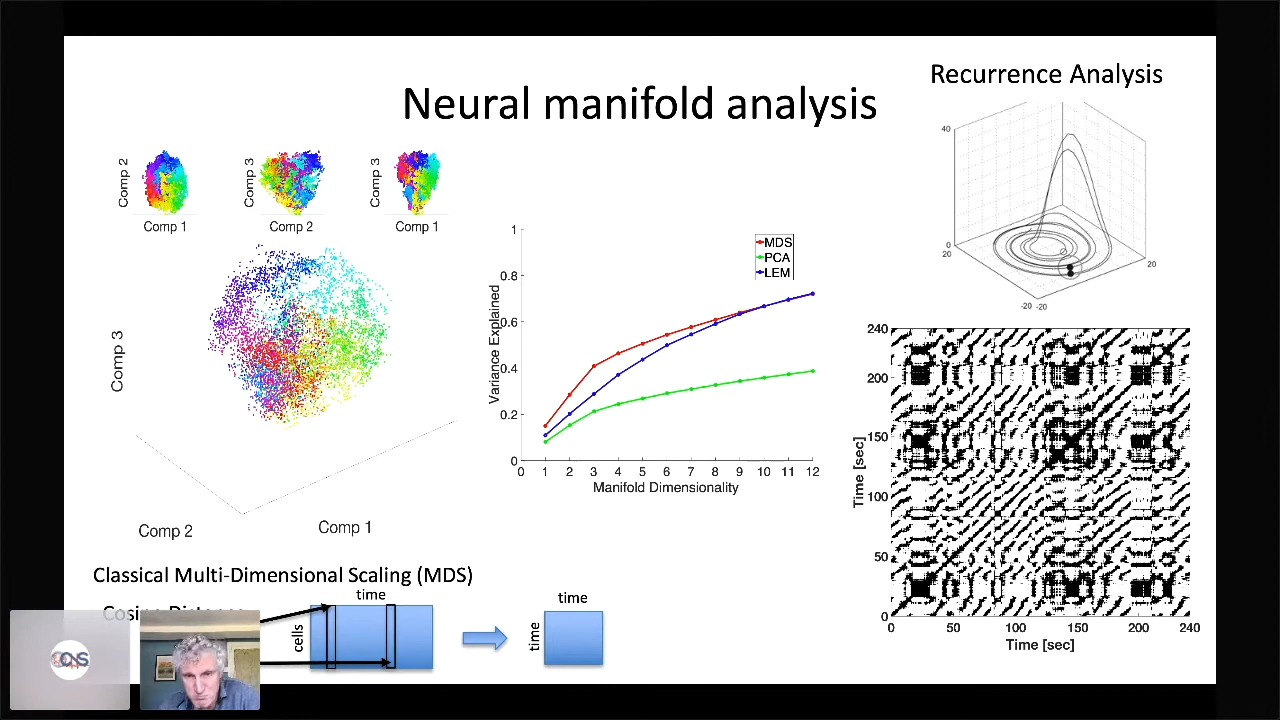 Recurrence Analysis
Neural manifold analysis
Comp 2
Comp 1
Comp 3
Comp 2
Comp 3
Comp 1
Comp 3
Comp 2
Comp 1
Variance Explained
1
0.8
0.6
0.4
0.2
0
MDS
PCA
LEM
0 1 2 3 4 5 6 7 8 9 10 11 12
Manifold Dimensionality
40
0
20
-20 -20
20
Time [sec]
240
200
150
100
50
0
0 50 100 150 200 240
Time [sec]
Classical Multi-Dimensional Scaling (MDS)
time
cells
time
time